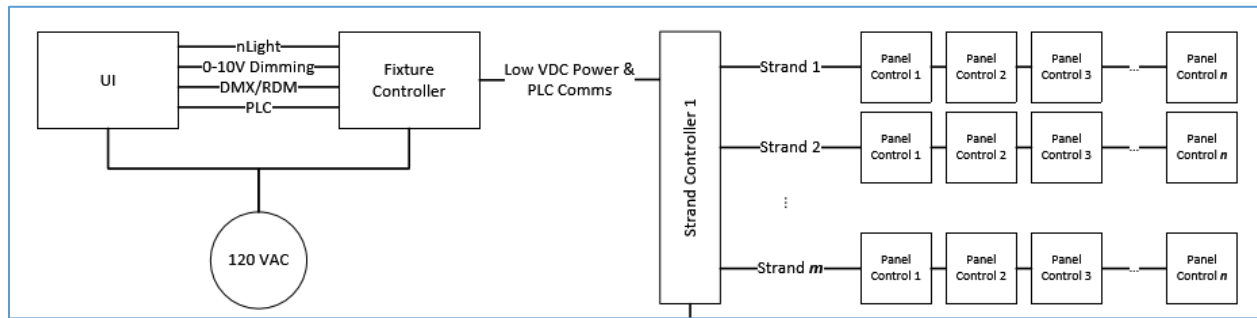 UI
nLight
0-10V Dimming
DMX/RDM
PLC
Fixture
Controller
120 VAC
Low VDC Power &
PLC Comms
Strand Controller 1
Strand 1
Panel
Control 1
Panel
Control 2
Panel
Control 3
...
Panel
Control n
Strand 2
Panel
Control 1
Panel
Control 2
Panel
Control 3
...
Panel
Control n
...
Strand m
Panel
Control 1
Panel
Control 2
Panel
Control 3
...
Panel
Control n